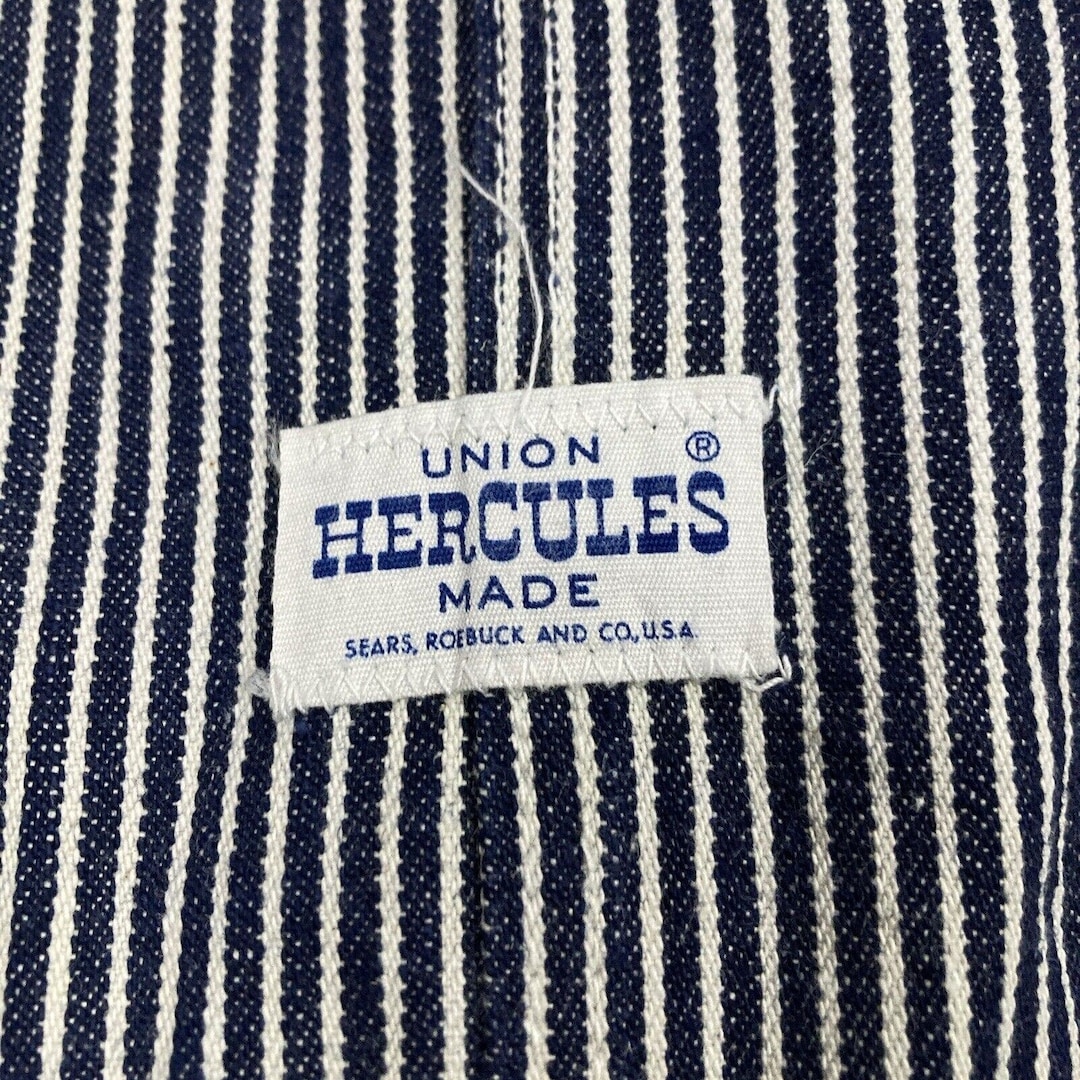 UNION ®
HERCULES
MADE
SEARS, ROEBUCK AND CO., U.S.A.